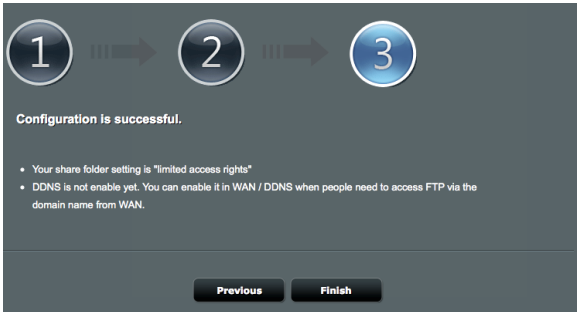 1 2 3
Configuration is successful.
Your share folder setting is "limited access rights"
DDNS is not enable yet. You can enable it in WAN / DDNS when people need to access FTP via the
domain name from WAN.
Previous Finish